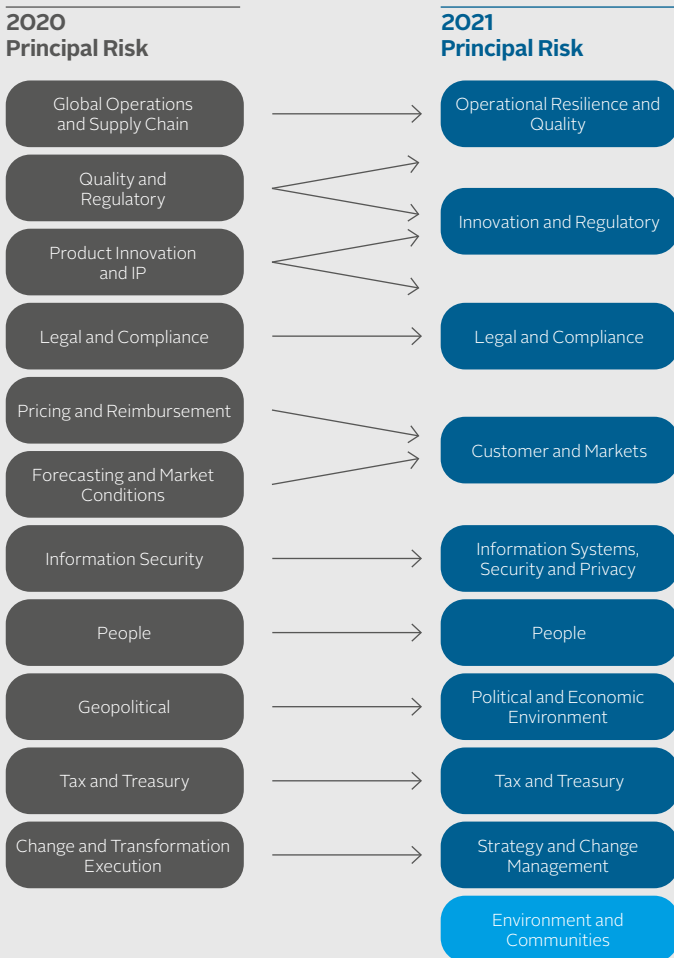 2020
Principal Risk
Global Operations
and Supply Chain
Quality and
Regulatory
Product Innovation
and IP
Legal and Compliance
Pricing and Reimbursement
Forecasting and Market
Conditions
Information Security
People
Geopolitical
Tax and Treasury
Change and Transformation
Execution
2021
Principal Risk
Operational Resilience and
Quality
Innovation and Regulatory
Legal and Compliance
Customer and Markets
Information Systems,
Security and Privacy
People
Political and Economic
Environment
Tax and Treasury
Strategy and Change
Management
Environment and
Communities